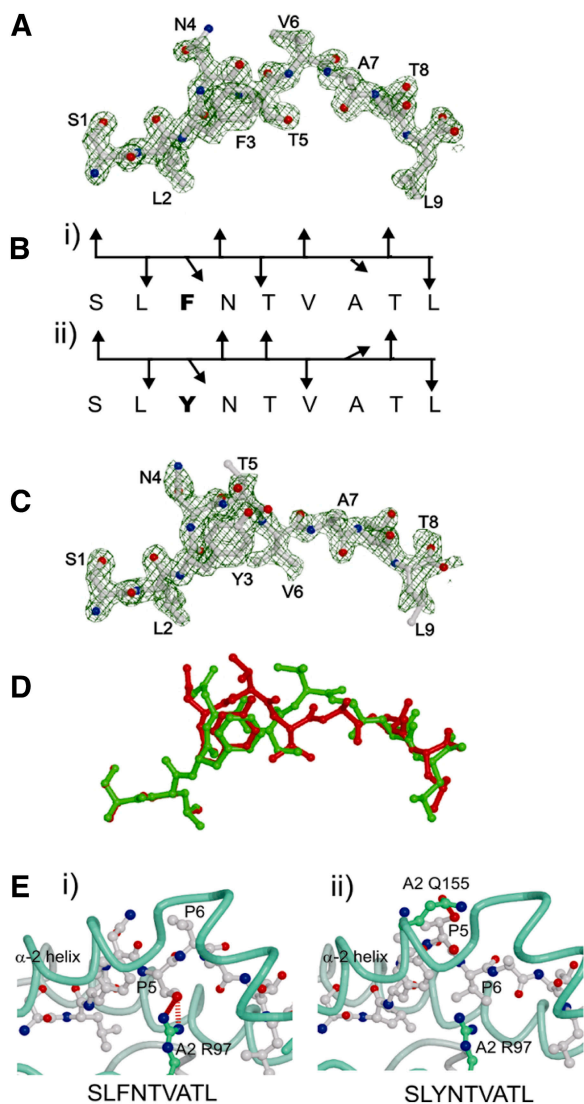 A
N4
V6
A7
T8
S1
F3
T5
L2
L9
B
i)
S L F N T V A T L
ii)
S L Y N T V A T L
C
N4
T5
A7
T8
S1
Y3
V6
L2
L9
D
E
i)
ii)
A2 Q155
P6
P5
α-2 helix
α-2 helix
P5
P6
A2 R97
A2 R97
SLFNTVATL
SLYNTVATL